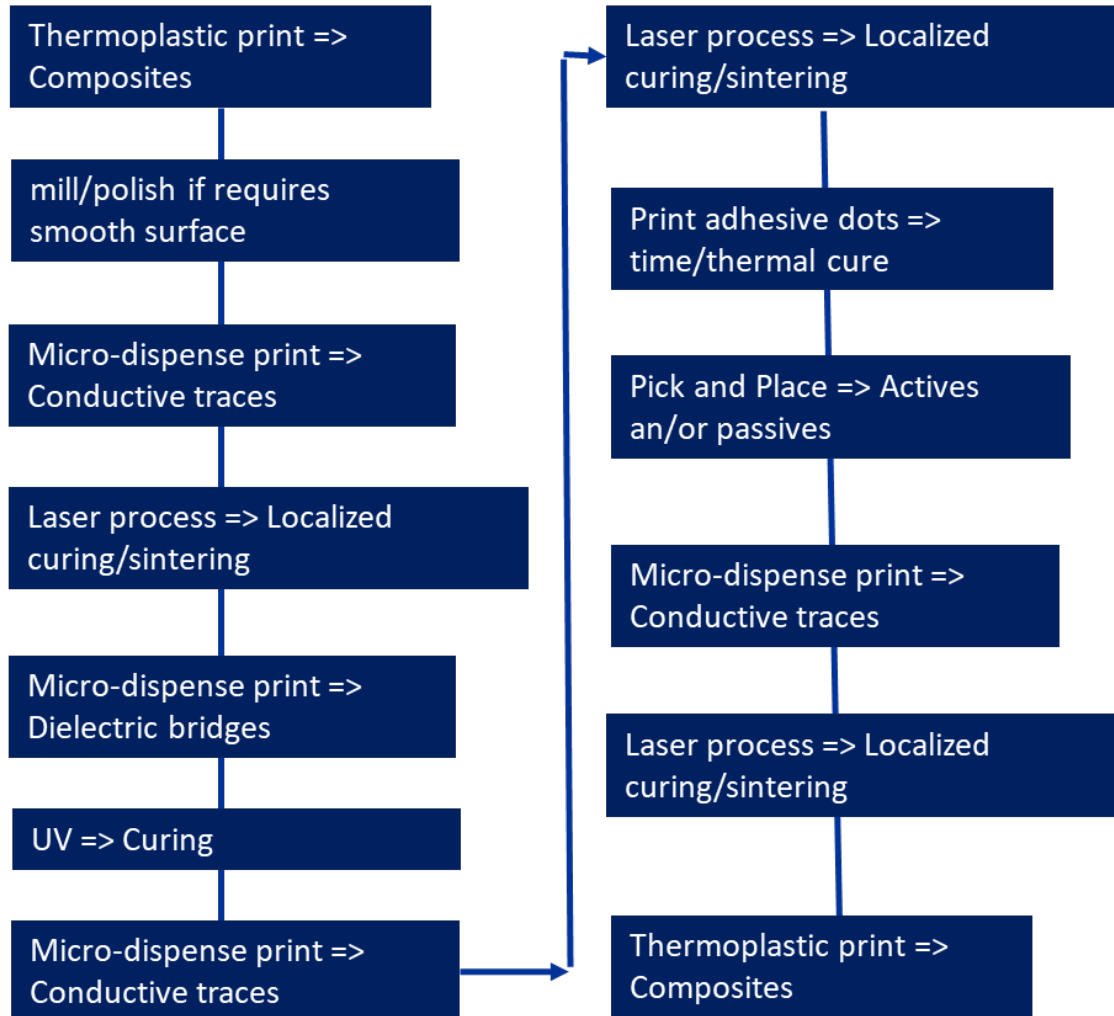 Thermoplastic print =>
Composites
mill/polish if requires
smooth surface
Micro-dispense print =>
Conductive traces
Laser process => Localized
curing/sintering
Micro-dispense print =>
Dielectric bridges
UV => Curing
Micro-dispense print =>
Conductive traces
Laser process => Localized
curing/sintering
Print adhesive dots =>
time/thermal cure
Pick and Place => Actives
an/or passives
Micro-dispense print =>
Conductive traces
Laser process => Localized
curing/sintering
Thermoplastic print =>
Composites